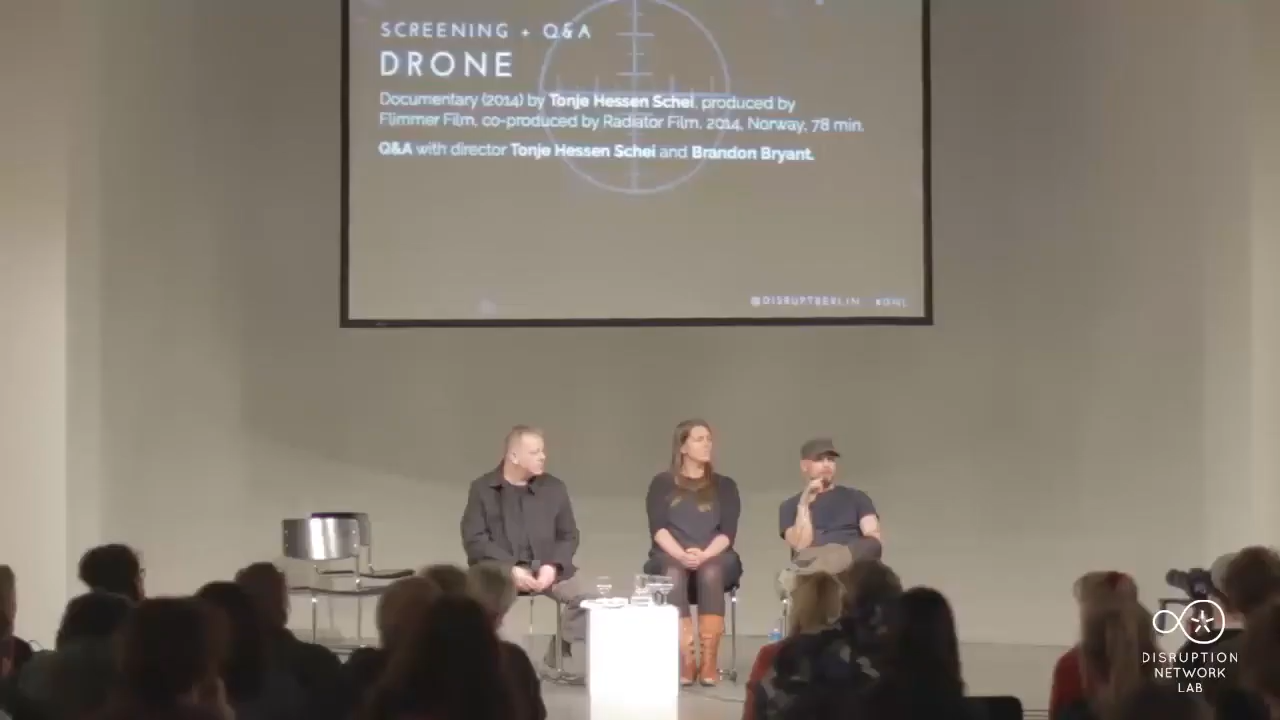 SCREENING + Q&A
DRONE
Documentary (2014) by Tonje Hessen Schei, produced by
Flimmer Film, co-produced by Radiator Film, 2014, Norway, 78 min.
Q&A with director Tonje Hessen Schei and Brandon Bryant.
@DISRUPTBERLIN #DNL
DISRUPTION
NETWORK
LAB